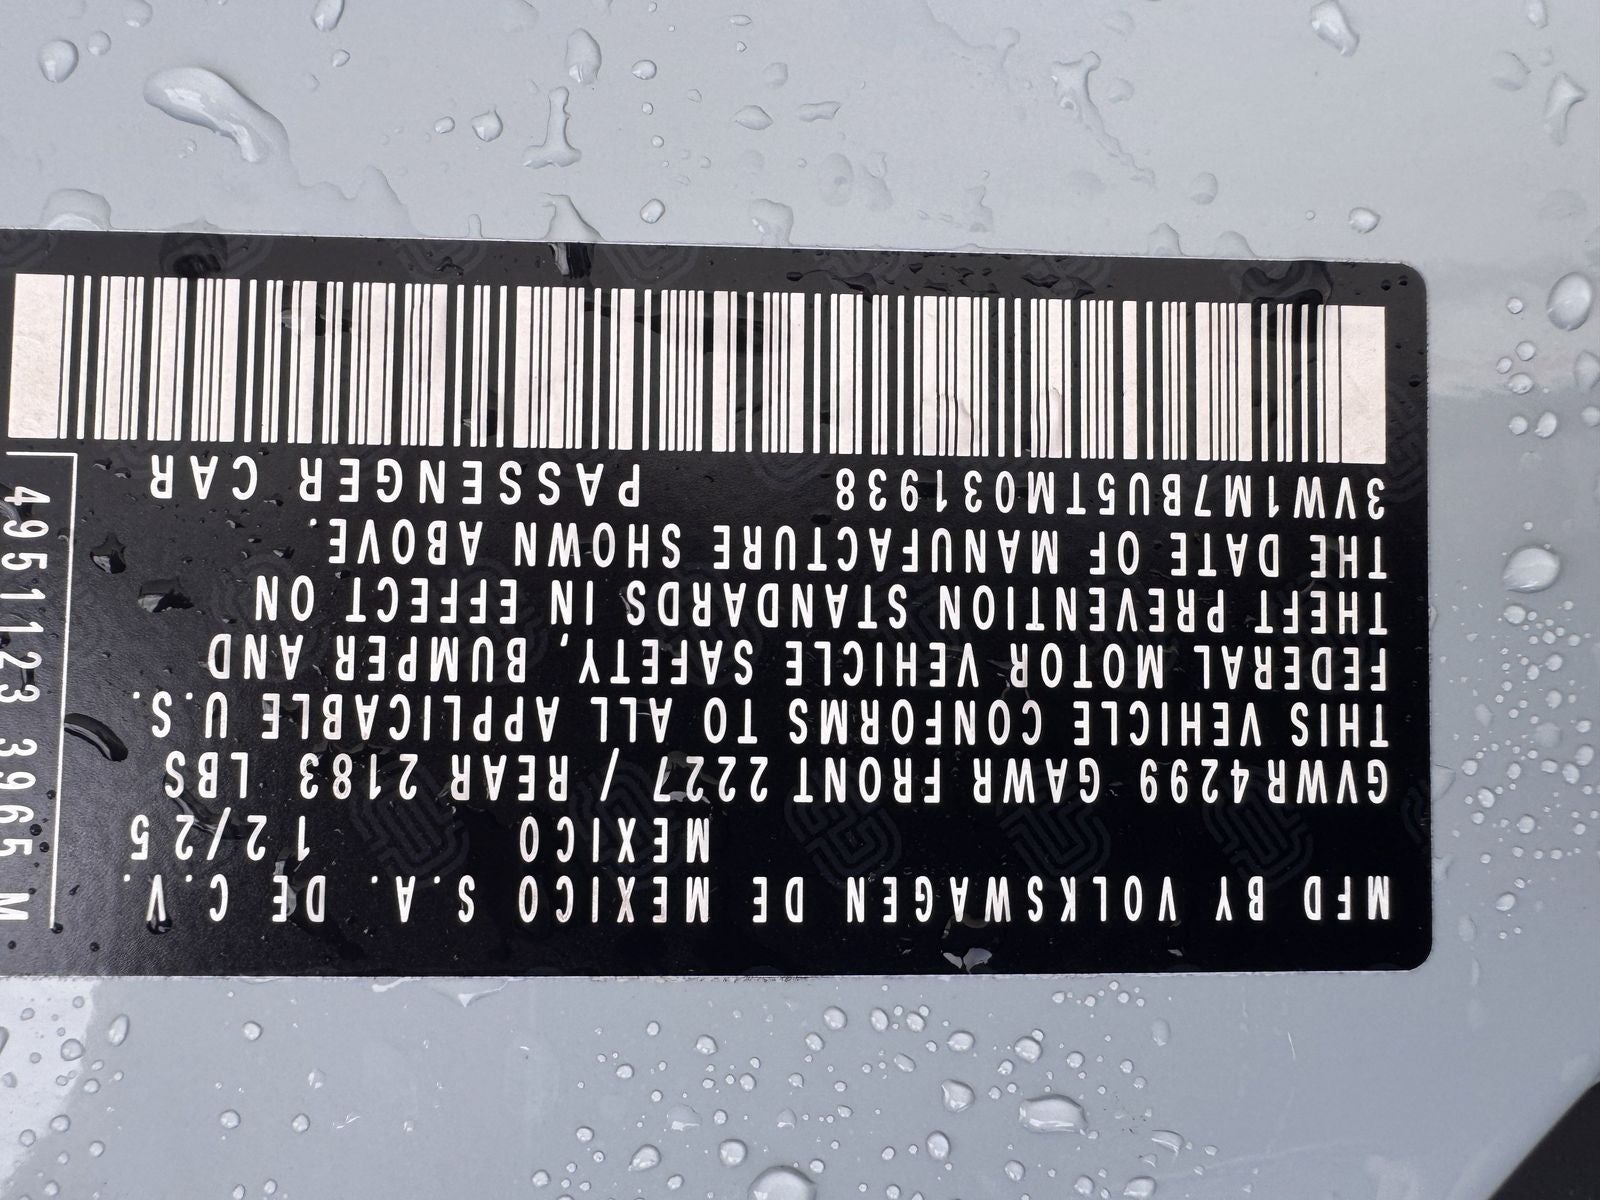 MFD BY VOLKSWAGEN DE MEXICO S.A. DE C.V.
MEXICO 12/25
GVWR 4299 GAWR FRONT 2227 / REAR 2183 LBS
THIS VEHICLE CONFORMS TO ALL APPLICABLE U.S.
FEDERAL MOTOR VEHICLE SAFETY, BUMPER AND
THEFT PREVENTION STANDARDS IN EFFECT ON
THE DATE OF MANUFACTURE SHOWN ABOVE.
3VW1M7BU5TM031938 PASSENGER CAR
4951123 3965 M